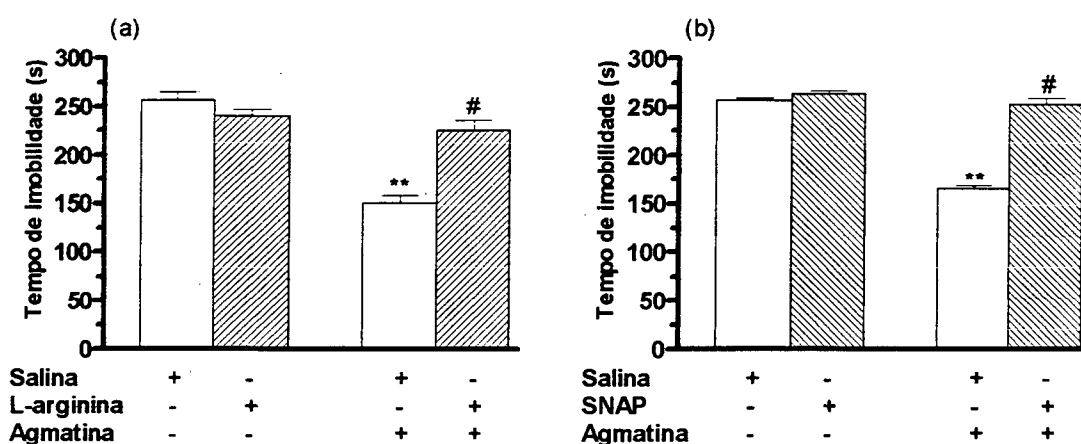 (a)
Tempo de imobilidade (s)
300
250
200
150
100
50
0
#
**
Salina + - + -
L-arginina - + - +
Agmatina - - + +
(b)
Tempo de imobilidade (s)
300
250
200
150
100
50
0
#
**
Salina + - + -
SNAP - + - +
Agmatina - - + +